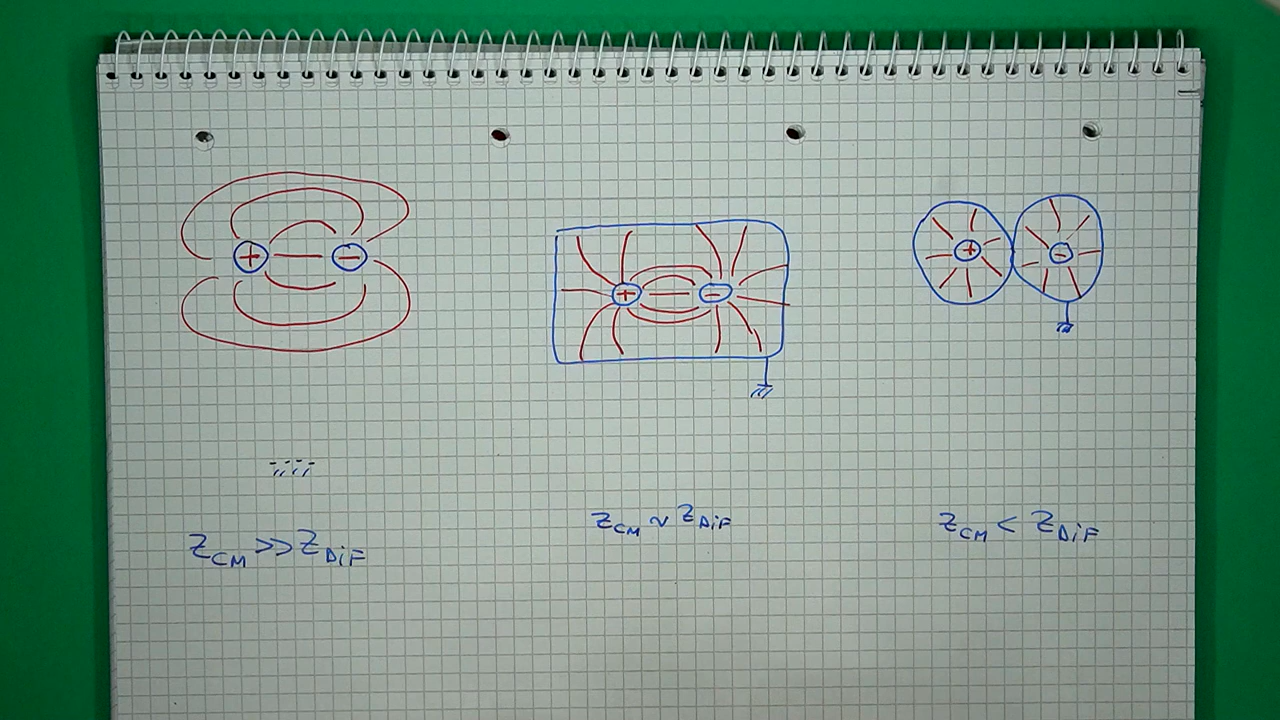 + −
+ −
+ −
Z_CM >> Z_DiF
Z_CM ~ Z_DiF
Z_CM < Z_DiF